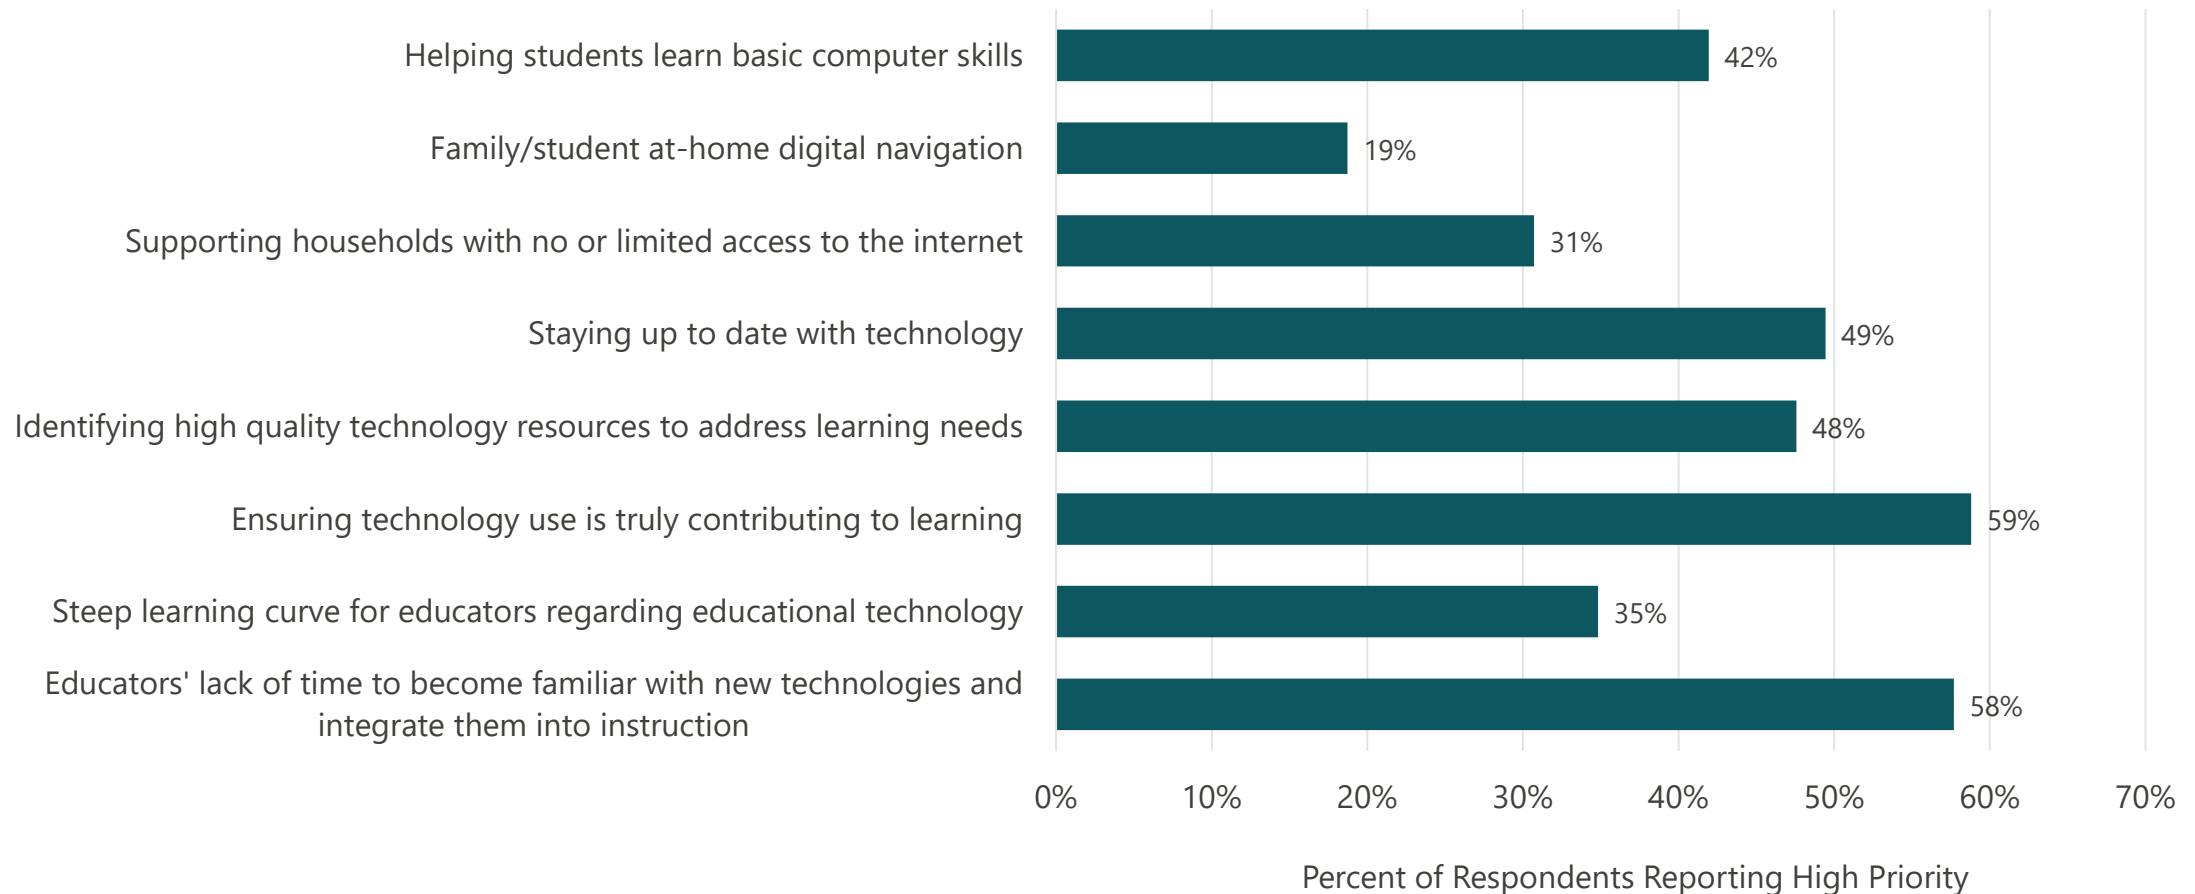 Helping students learn basic computer skills
42%
Family/student at-home digital navigation
19%
Supporting households with no or limited access to the internet
31%
Staying up to date with technology
49%
Identifying high quality technology resources to address learning needs
48%
Ensuring technology use is truly contributing to learning
59%
Steep learning curve for educators regarding educational technology
35%
Educators' lack of time to become familiar with new technologies and
integrate them into instruction
58%
0% 10% 20% 30% 40% 50% 60% 70%
Percent of Respondents Reporting High Priority